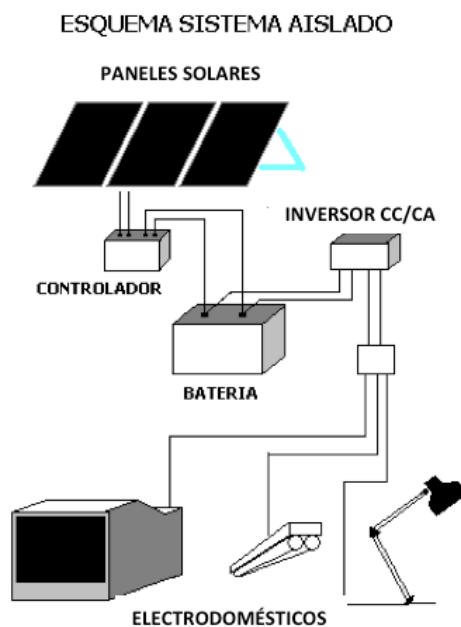 ESQUEMA SISTEMA AISLADO
PANELES SOLARES
INVERSOR CC/CA
CONTROLADOR
BATERIA
ELECTRODOMÉSTICOS